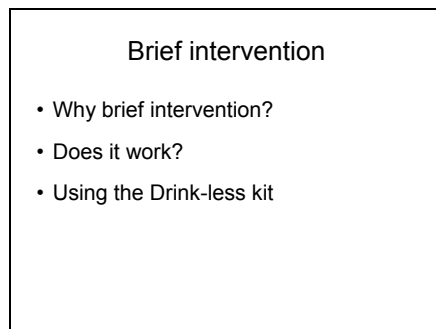 Brief intervention
• Why brief intervention?
• Does it work?
• Using the Drink-less kit